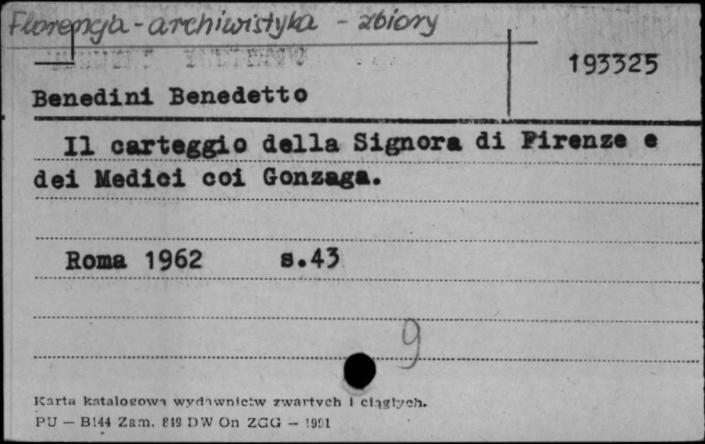 Florencja - archiwistyka - zbiory
193325
Benedini Benedetto
Il carteggio della Signora di Firenze e
dei Medici coi Gonzaga.
Roma 1962 s.43
9
Karta katalogowa wydawnictw zwartych i ciągłych.
PU — B144 Zam. 819 DW On ZGG — 1991